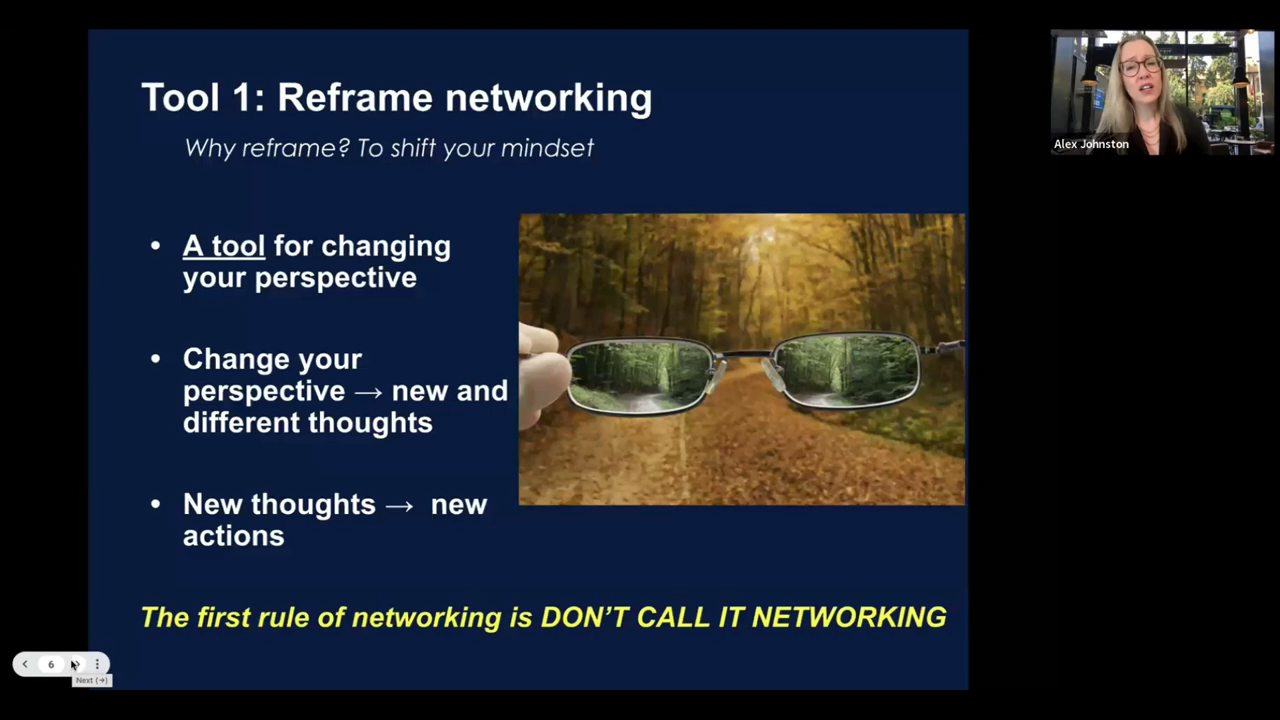 Tool 1: Reframe networking
Why reframe? To shift your mindset
• A tool for changing
your perspective
• Change your
perspective → new and
different thoughts
• New thoughts → new
actions
The first rule of networking is DON'T CALL IT NETWORKING
Alex Johnston
6
Next (→)